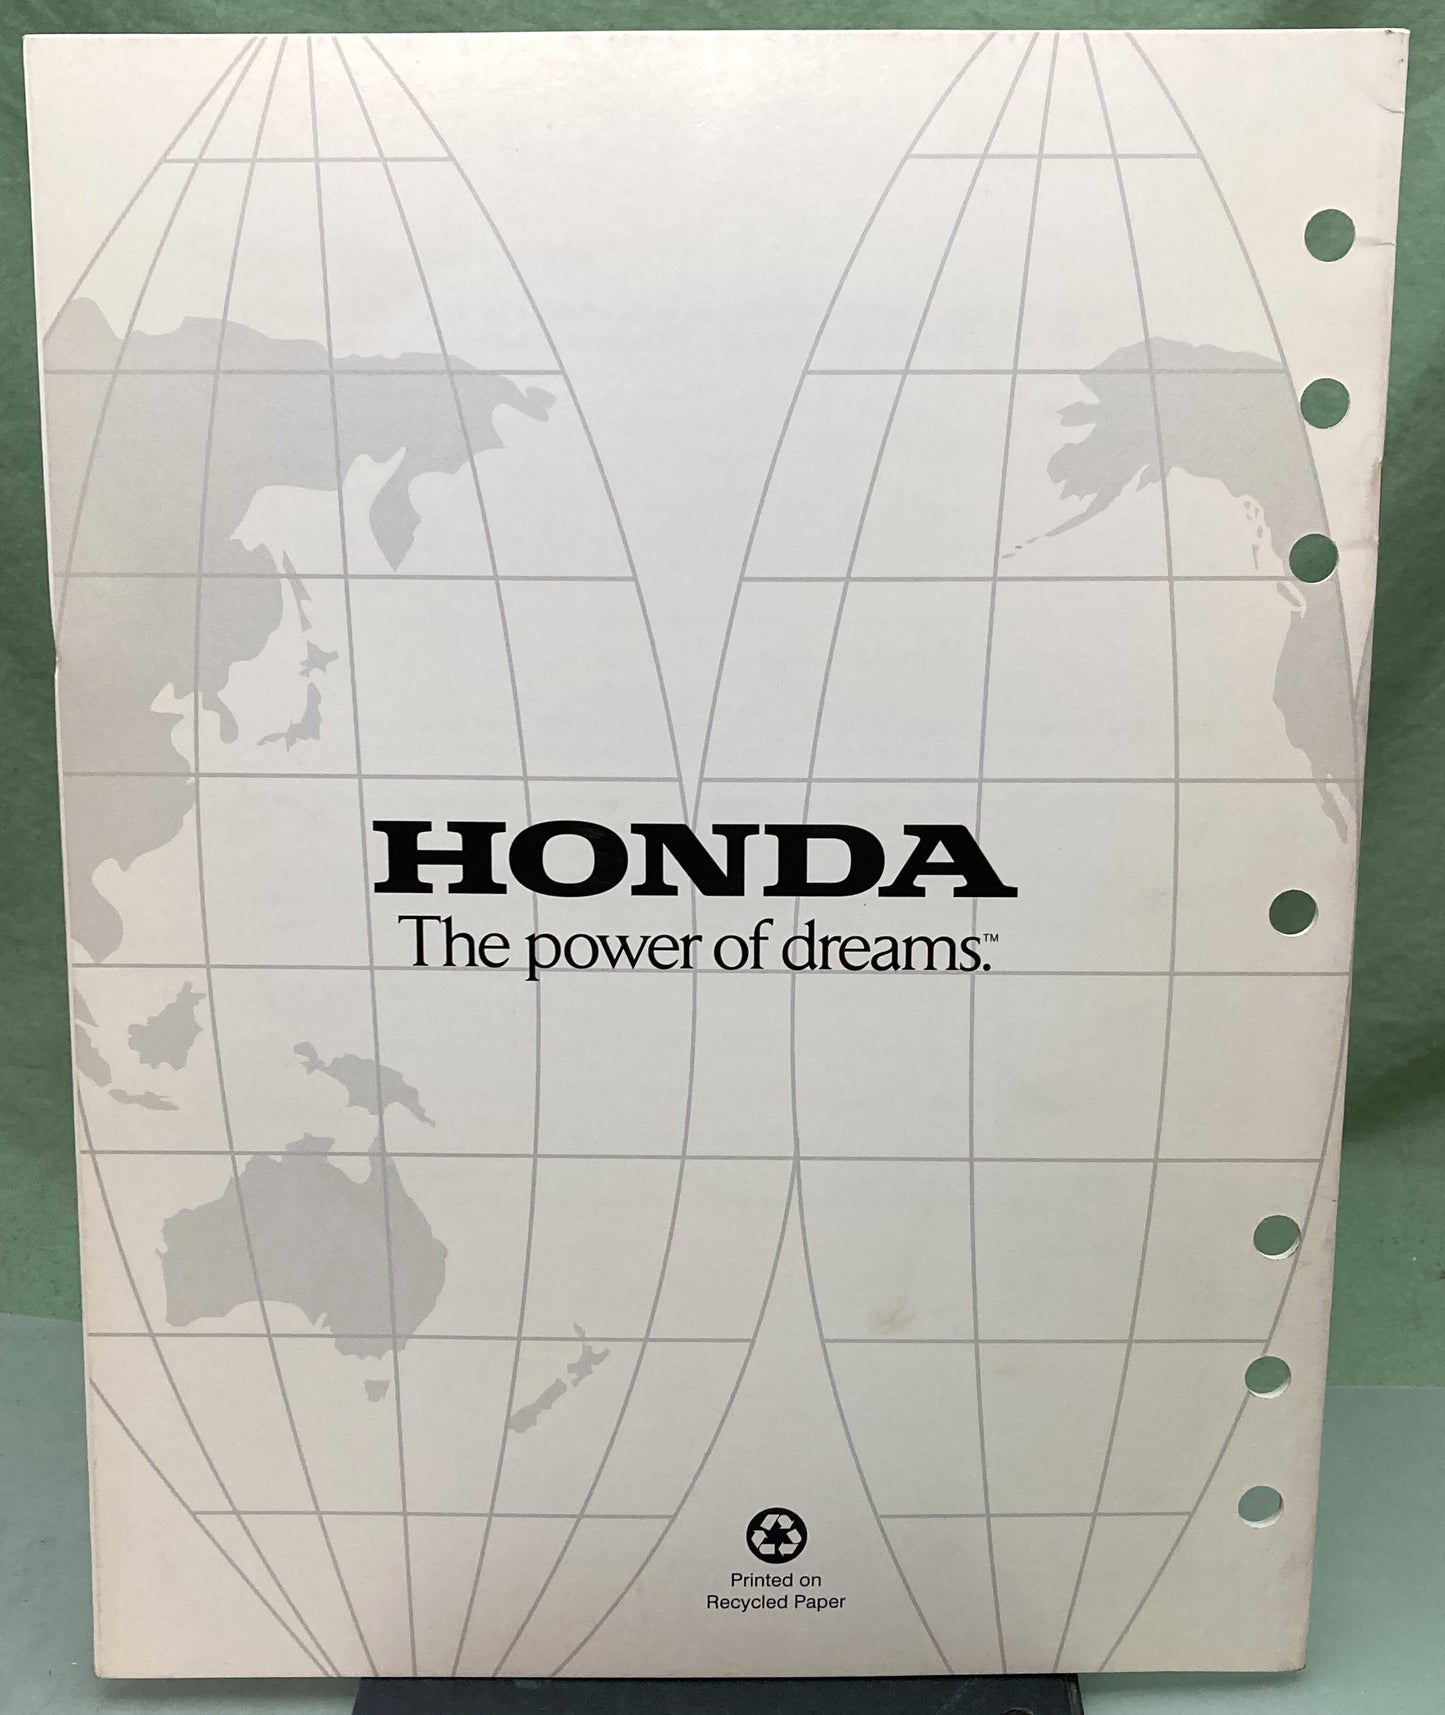 HONDA
The power of dreams.™
Printed on
Recycled Paper